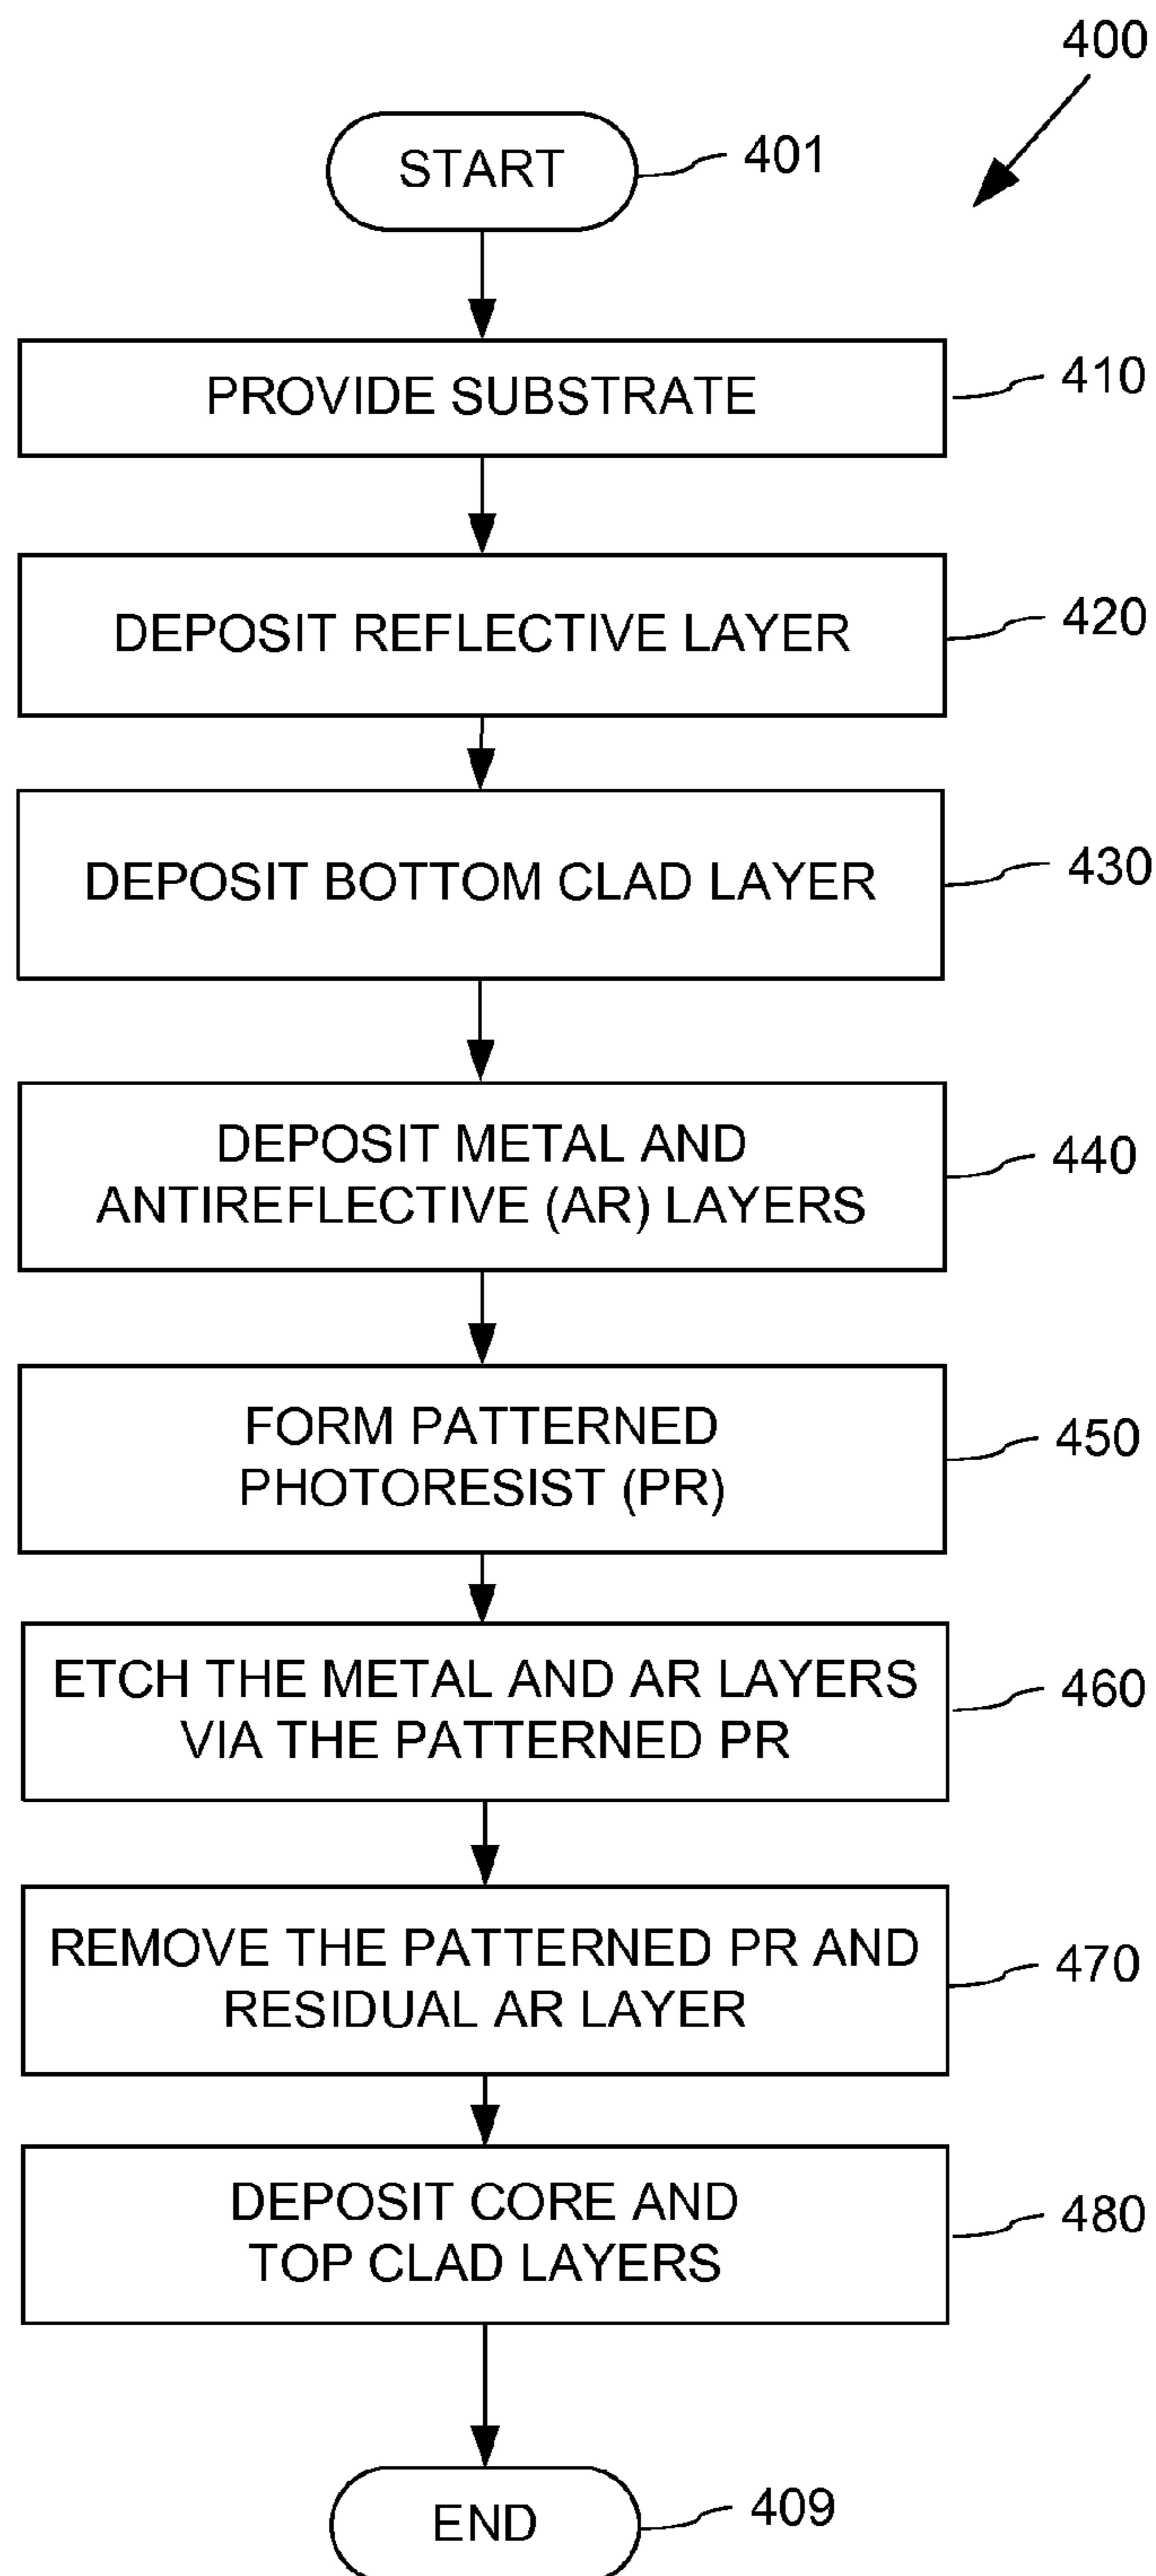 400
START
401
PROVIDE SUBSTRATE
410
DEPOSIT REFLECTIVE LAYER
420
DEPOSIT BOTTOM CLAD LAYER
430
DEPOSIT METAL AND
ANTIREFLECTIVE (AR) LAYERS
440
FORM PATTERNED
PHOTORESIST (PR)
450
ETCH THE METAL AND AR LAYERS
VIA THE PATTERNED PR
460
REMOVE THE PATTERNED PR AND
RESIDUAL AR LAYER
470
DEPOSIT CORE AND
TOP CLAD LAYERS
480
END
409